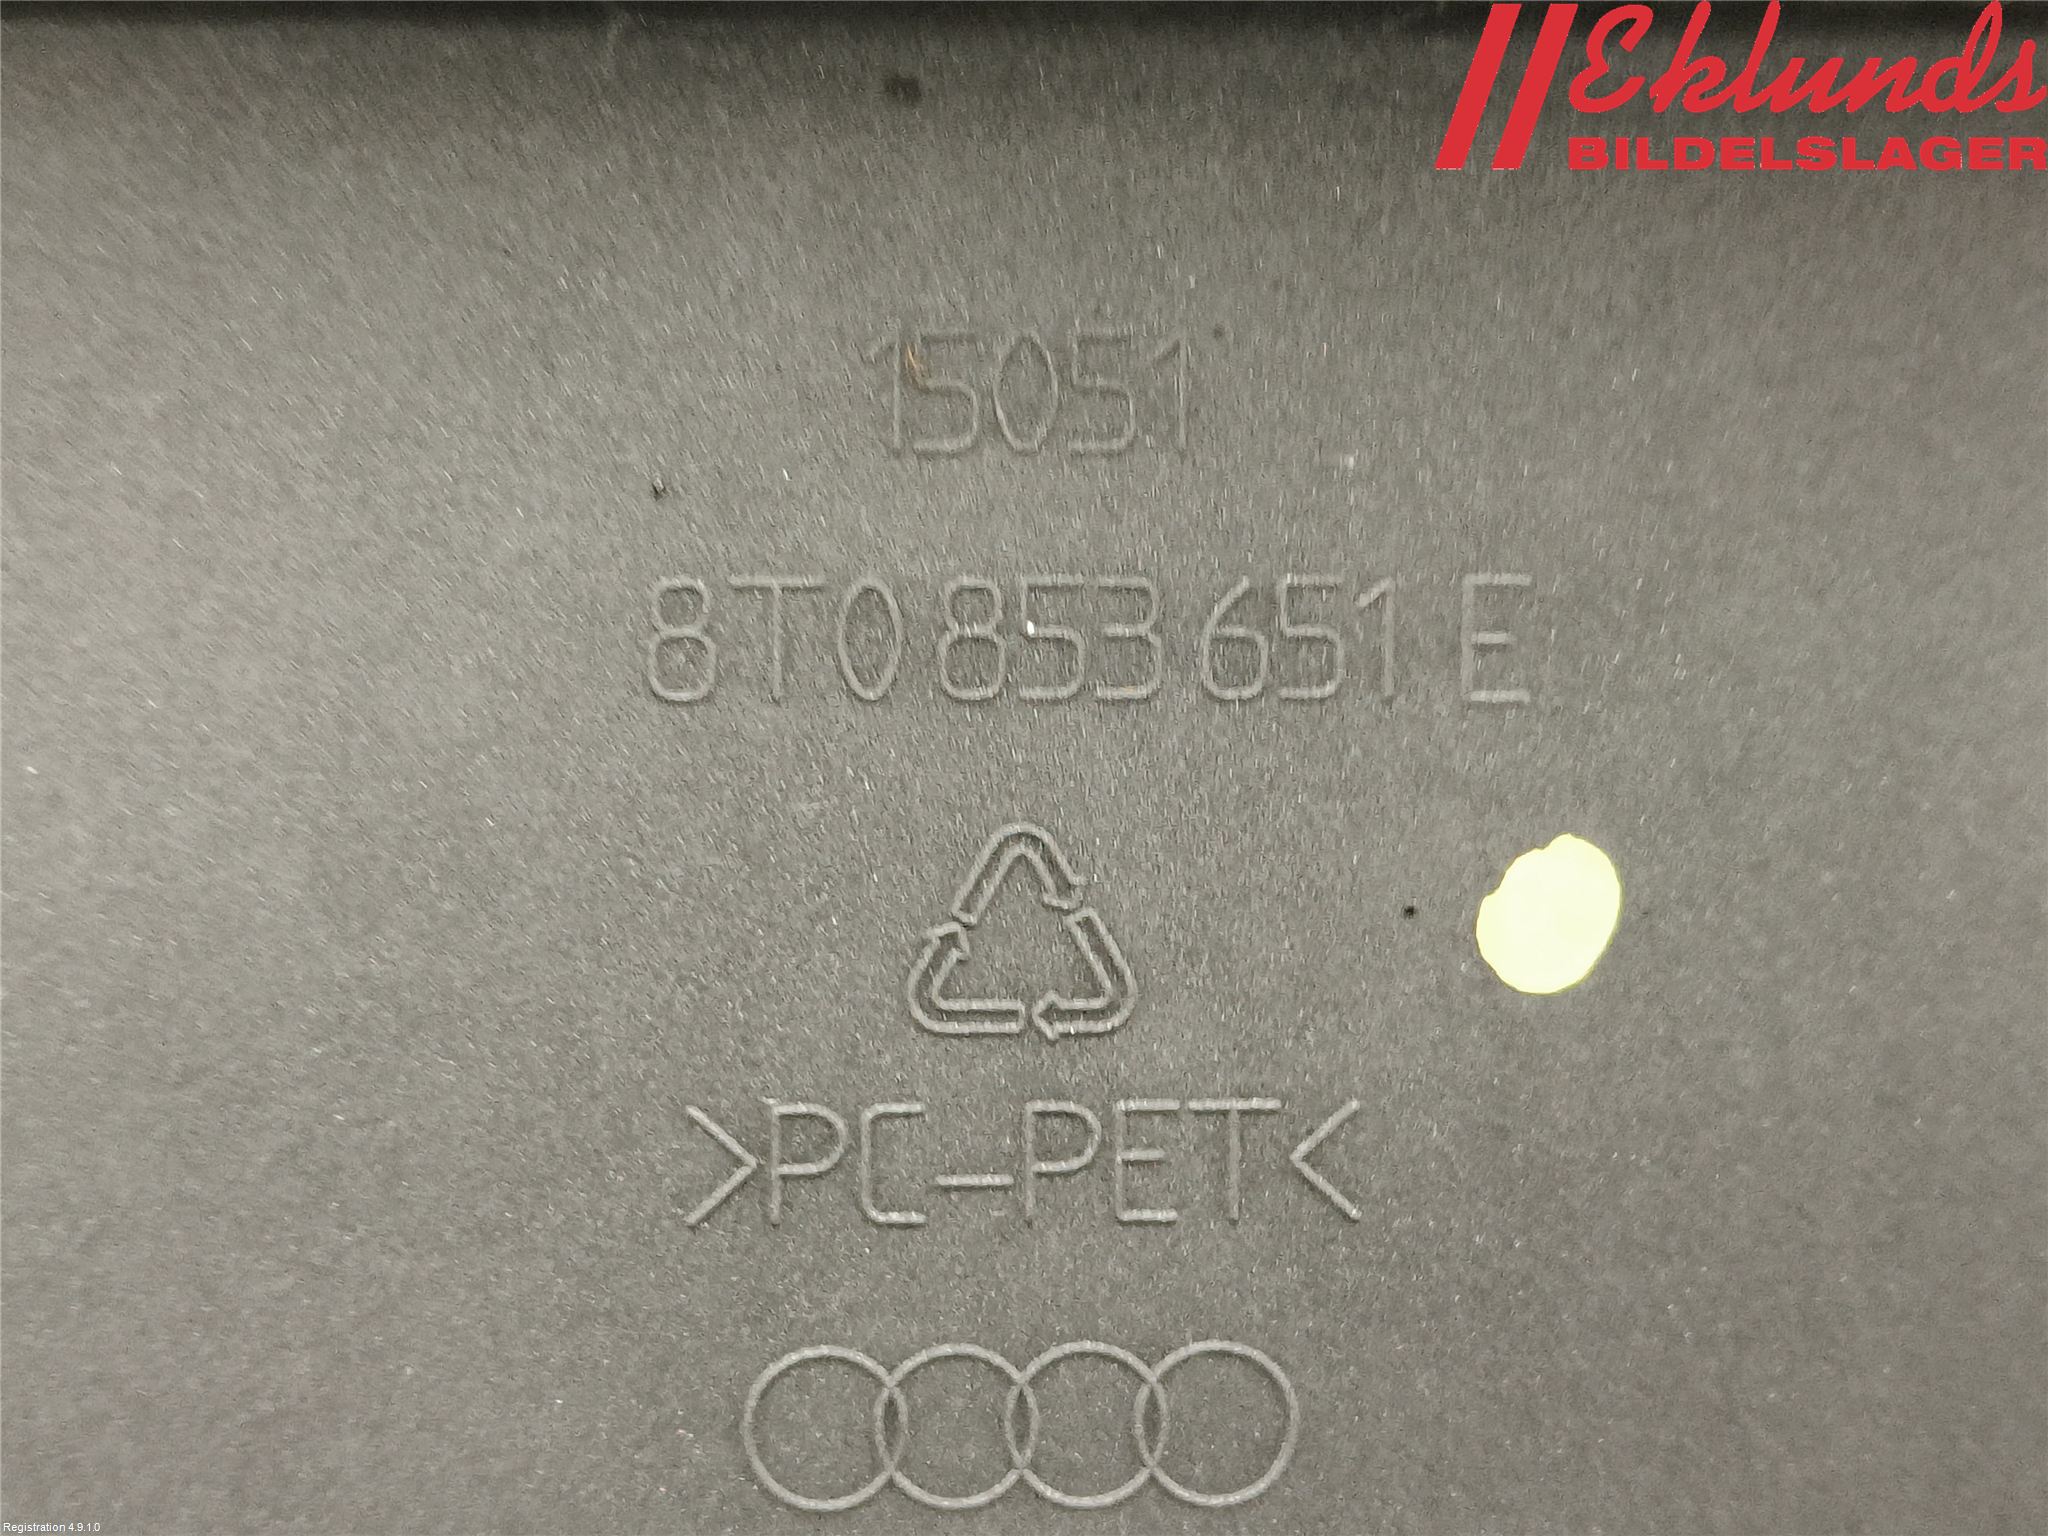 Eklunds
BILDELSLAGER
15051
8T0 853 651 E
>PC-PET<
Registration 4.9.1.0